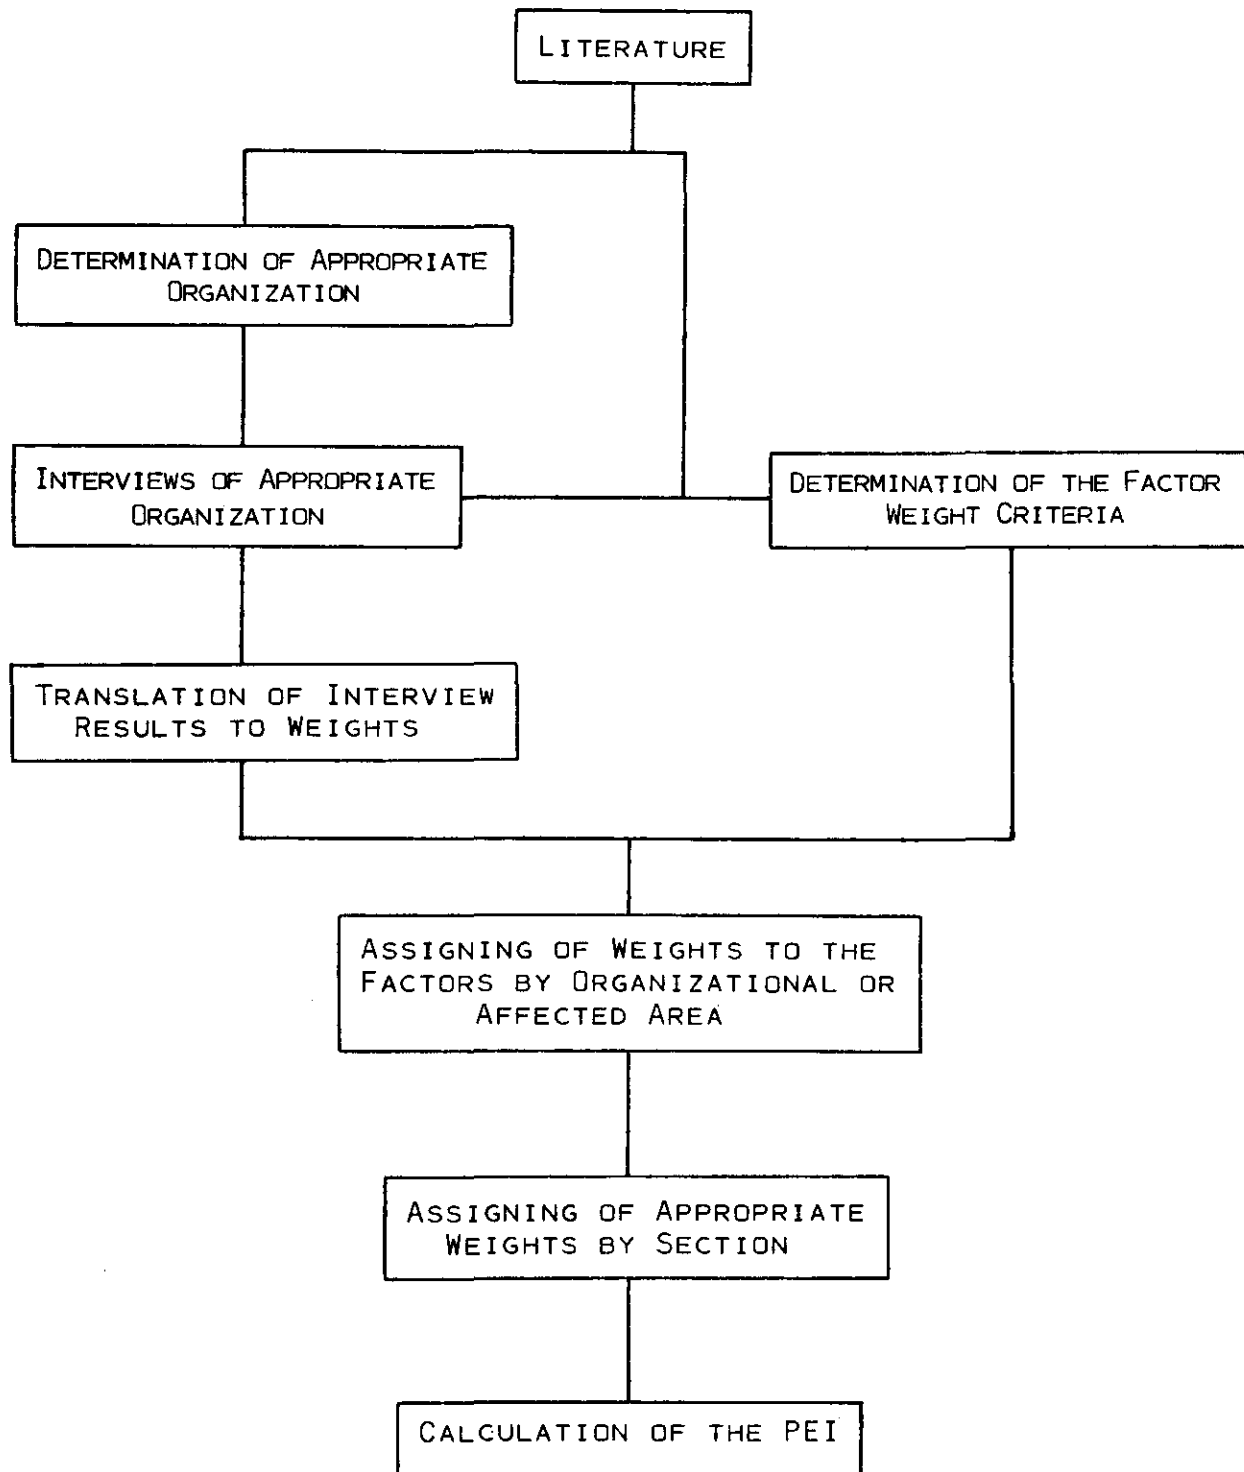 LITERATURE
DETERMINATION OF APPROPRIATE
ORGANIZATION
INTERVIEWS OF APPROPRIATE
ORGANIZATION
DETERMINATION OF THE FACTOR
WEIGHT CRITERIA
TRANSLATION OF INTERVIEW
RESULTS TO WEIGHTS
ASSIGNING OF WEIGHTS TO THE
FACTORS BY ORGANIZATIONAL OR
AFFECTED AREA
ASSIGNING OF APPROPRIATE
WEIGHTS BY SECTION
CALCULATION OF THE PEI